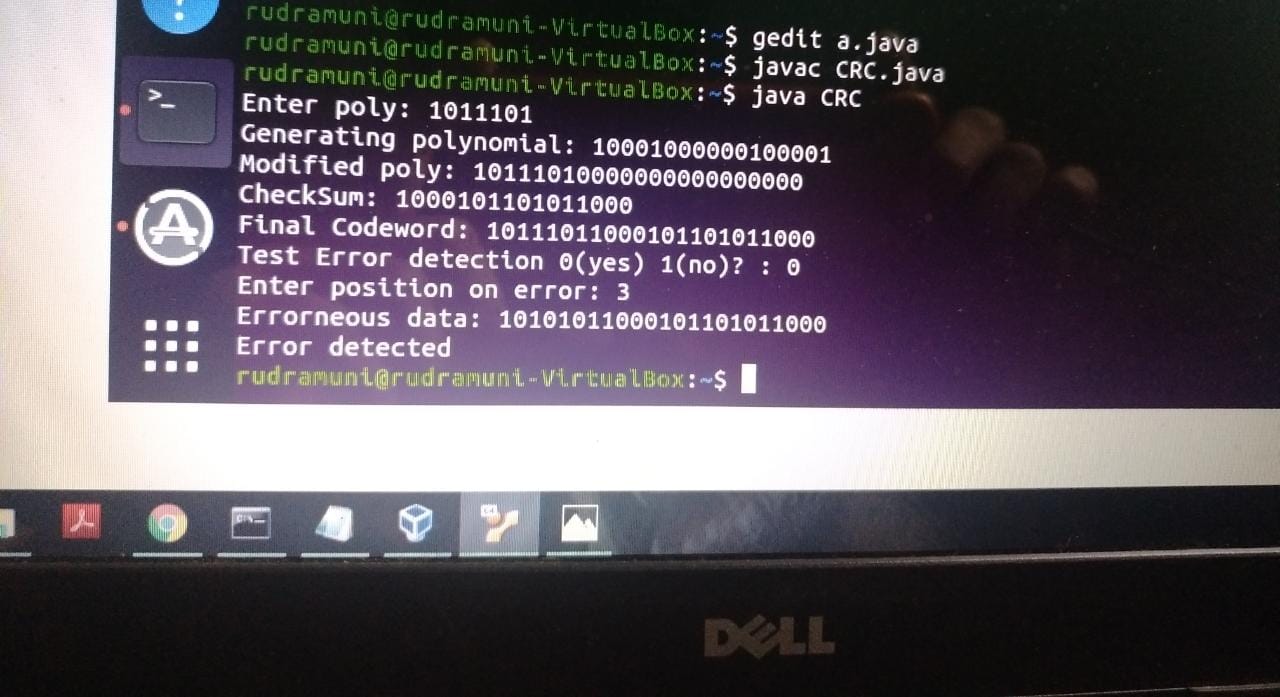 rudramuni@rudramuni-VirtualBox:~$ gedit a.java
rudramuni@rudramuni-VirtualBox:~$ javac CRC.java
rudramuni@rudramuni-VirtualBox:~$ java CRC
Enter poly: 1011101
Generating polynomial: 10001000000100001
Modified poly: 10111010000000000000000
CheckSum: 1000101101011000
Final Codeword: 10111011000101101011000
Test Error detection 0(yes) 1(no)? : 0
Enter position on error: 3
Errorneous data: 10101011000101101011000
Error detected
rudramuni@rudramuni-VirtualBox:~$
DELL